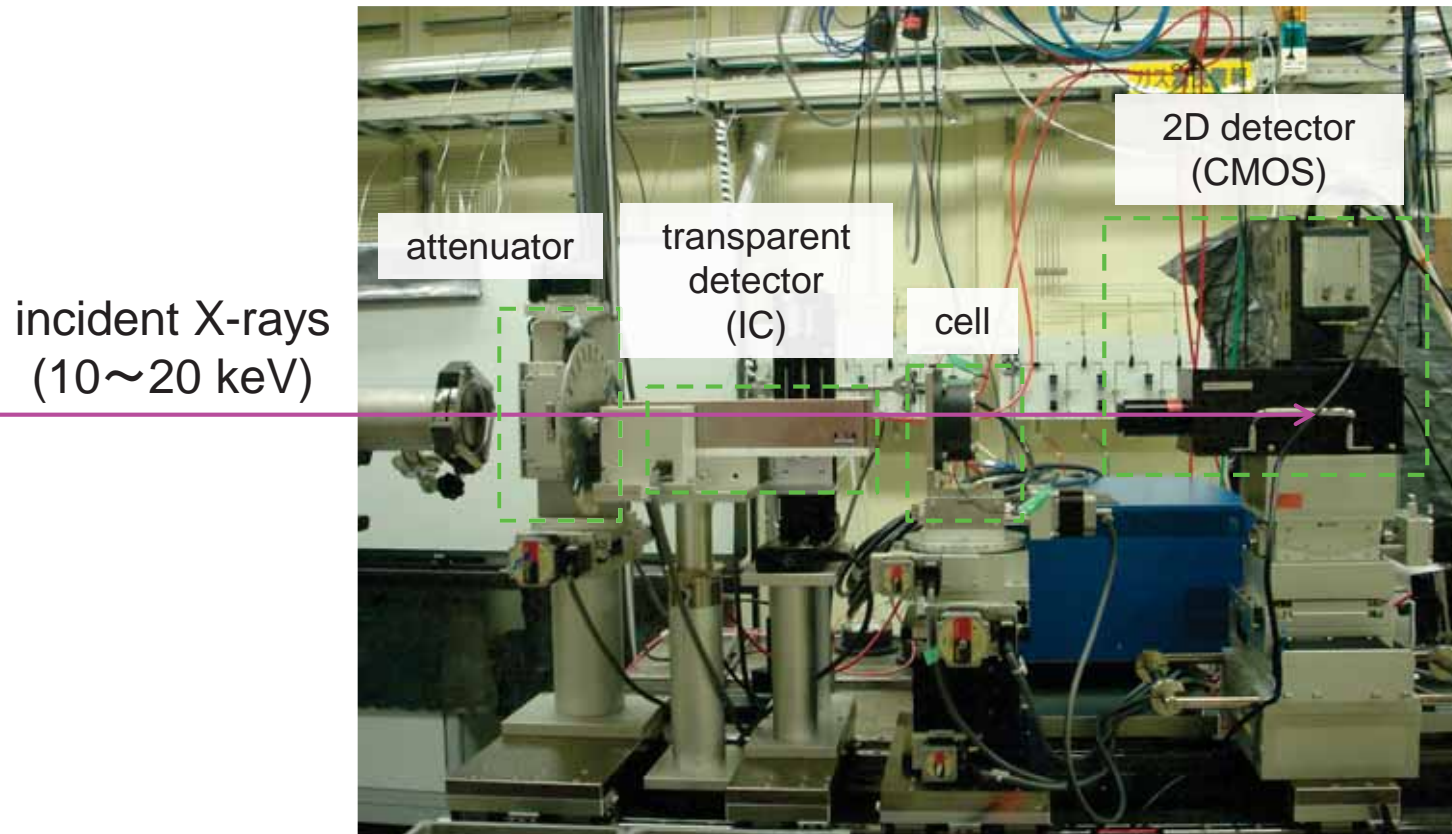 2D detector
(CMOS)
attenuator
transparent
detector
(IC)
cell
incident X-rays
(10～20 keV)